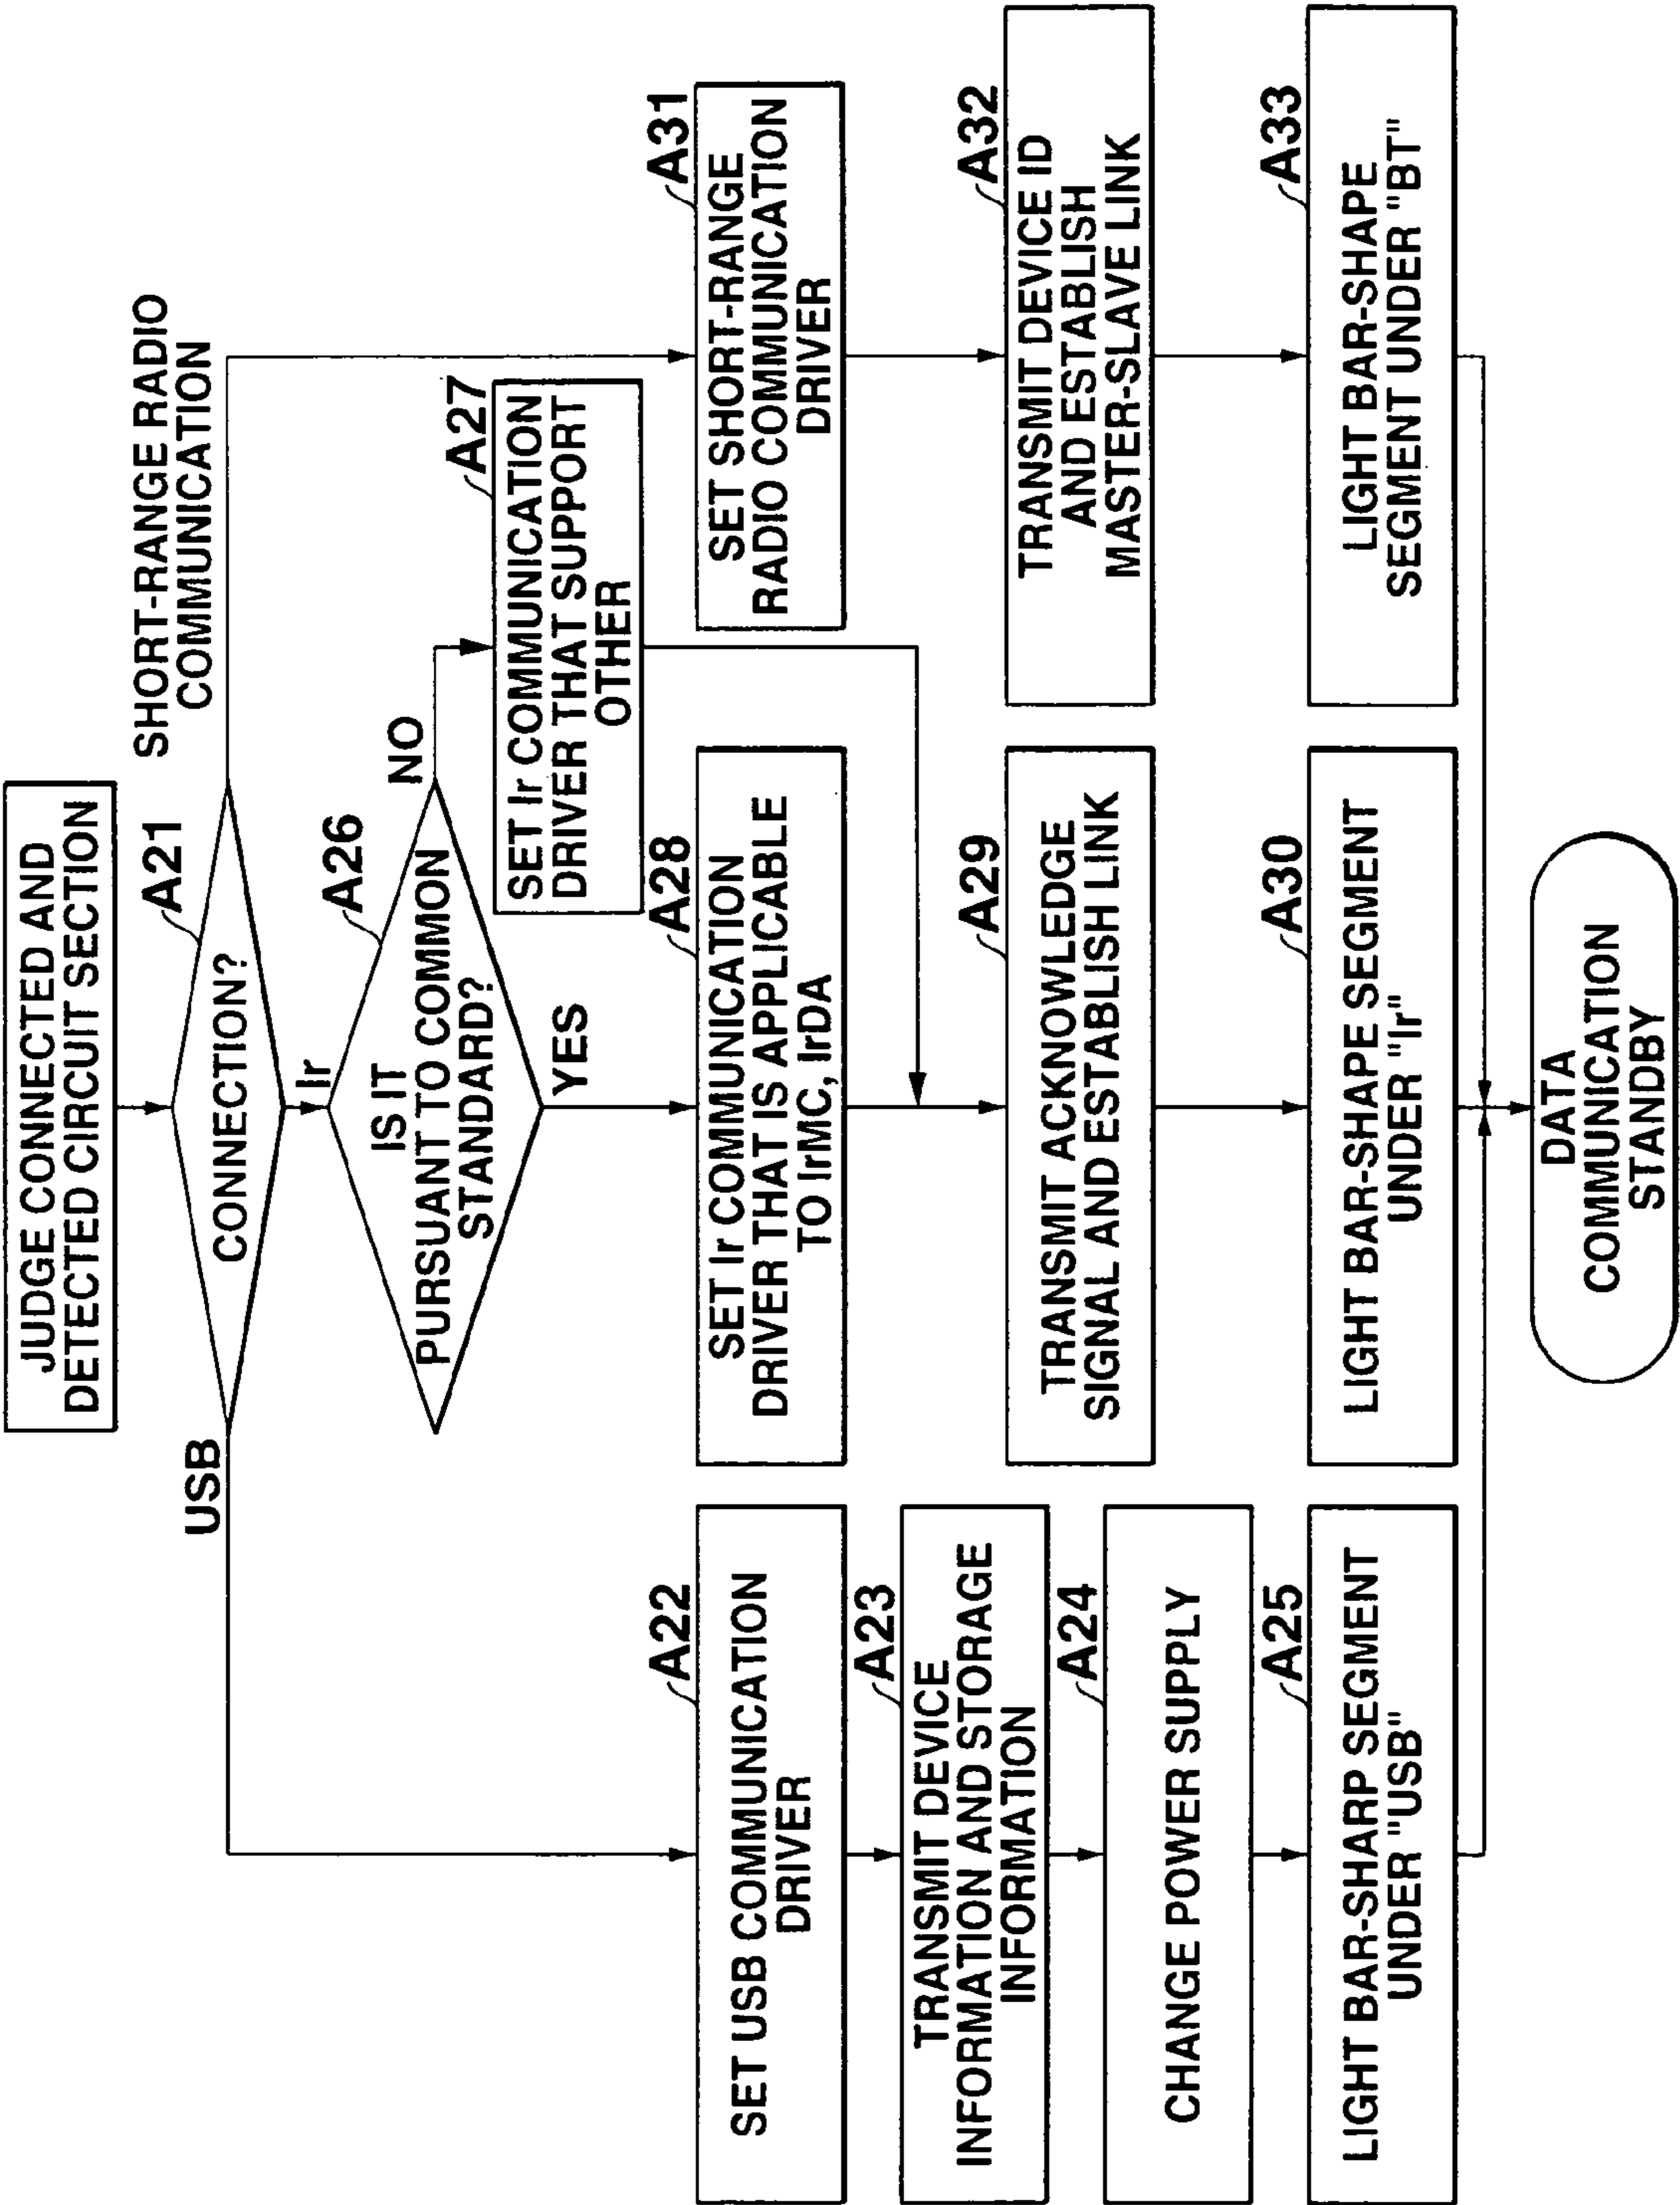 JUDGE CONNECTED AND
DETECTED CIRCUIT SECTION
A21
CONNECTION?
USB
SHORT-RANGE RADIO
COMMUNICATION
Ir
A26
IS IT
PURSUANT TO COMMON
STANDARD?
NO
YES
A27
SET Ir COMMUNICATION
DRIVER THAT SUPPORT
OTHER
A22
SET USB COMMUNICATION
DRIVER
A23
TRANSMIT DEVICE
INFORMATION AND STORAGE
INFORMATION
A24
CHANGE POWER SUPPLY
A25
LIGHT BAR-SHARP SEGMENT
UNDER "USB"
A28
SET Ir COMMUNICATION
DRIVER THAT IS APPLICABLE
TO IrMC, IrDA
A29
TRANSMIT ACKNOWLEDGE
SIGNAL AND ESTABLISH LINK
A30
LIGHT BAR-SHAPE SEGMENT
UNDER "Ir"
A31
SET SHORT-RANGE
RADIO COMMUNICATION
DRIVER
A32
TRANSMIT DEVICE ID
AND ESTABLISH
MASTER-SLAVE LINK
A33
LIGHT BAR-SHAPE
SEGMENT UNDER "BT"
DATA
COMMUNICATION
STANDBY